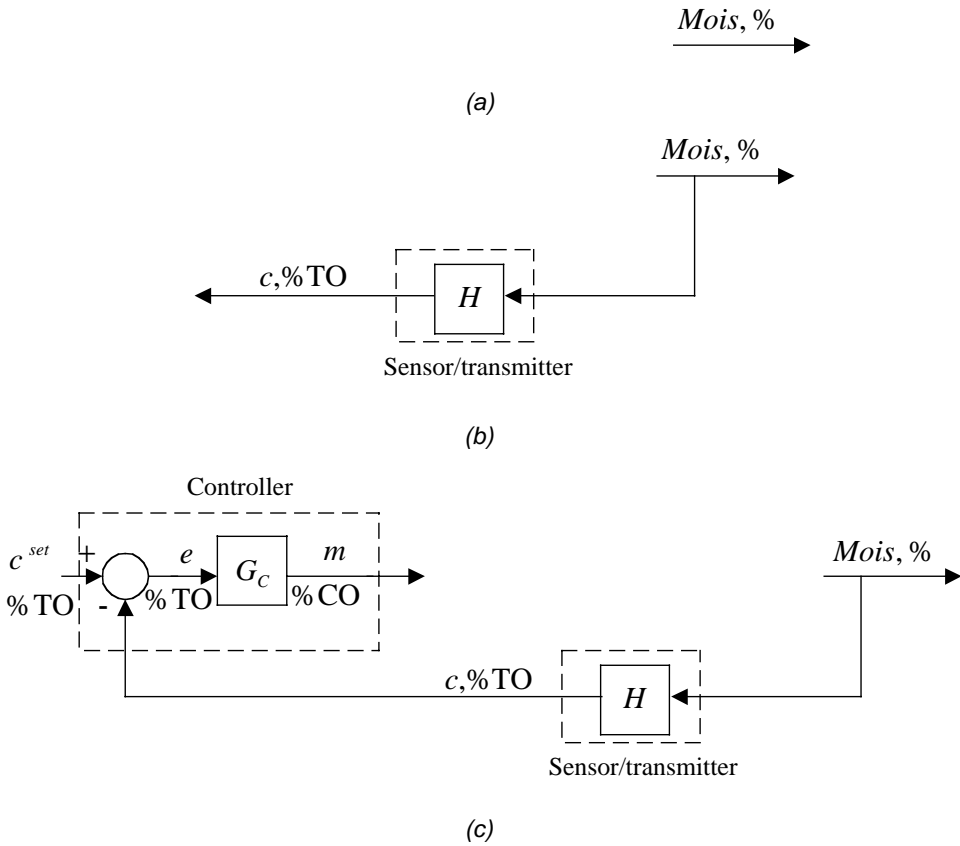 Mois, %
(a)
Mois, %
c,%TO
H
Sensor/transmitter
(b)
Controller
c set
+
e
G_C
m
Mois, %
%TO
-
%TO
%CO
c,%TO
H
Sensor/transmitter
(c)